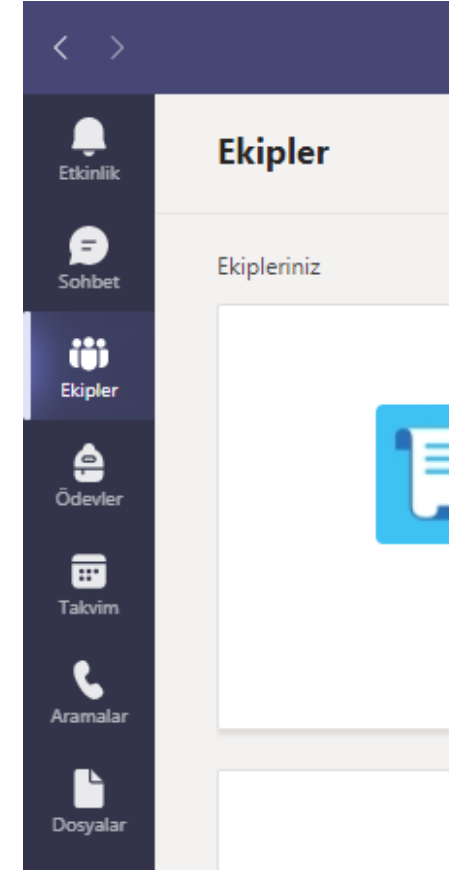 Etkinlik
Sohbet
Ekipler
Ödevler
Takvim
Aramalar
Dosyalar
Ekipler
Ekipleriniz